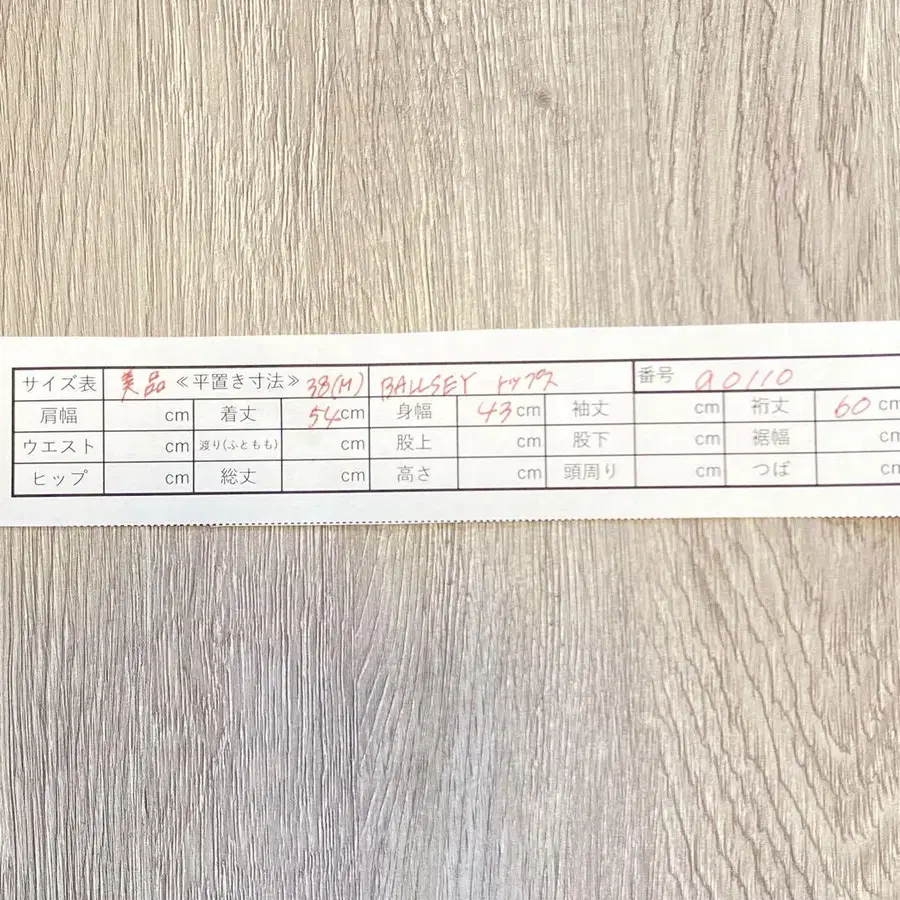 サイズ表 美品 ≪平置き寸法≫ 38(M) BALLSEY トップス 番号 a0110
肩幅 cm 着丈 54cm 身幅 43cm 袖丈 cm 裄丈 60cm
ウエスト cm 渡り(ふともも) cm 股上 cm 股下 cm 裾幅 cm
ヒップ cm 総丈 cm 高さ cm 頭周り cm つば cm